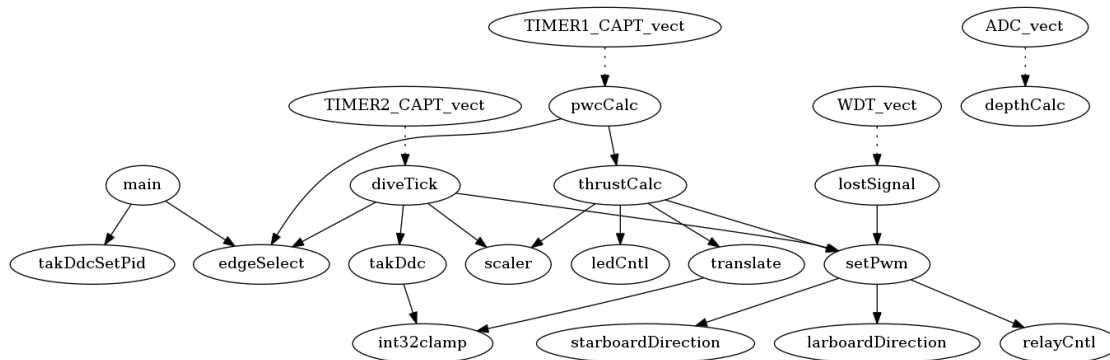 TIMER1_CAPT_vect
ADC_vect
TIMER2_CAPT_vect
pwcCalc
WDT_vect
depthCalc
main
diveTick
thrustCalc
lostSignal
takDdcSetPid
edgeSelect
takDdc
scaler
ledCntl
translate
setPwm
int32clamp
starboardDirection
larboardDirection
relayCntl